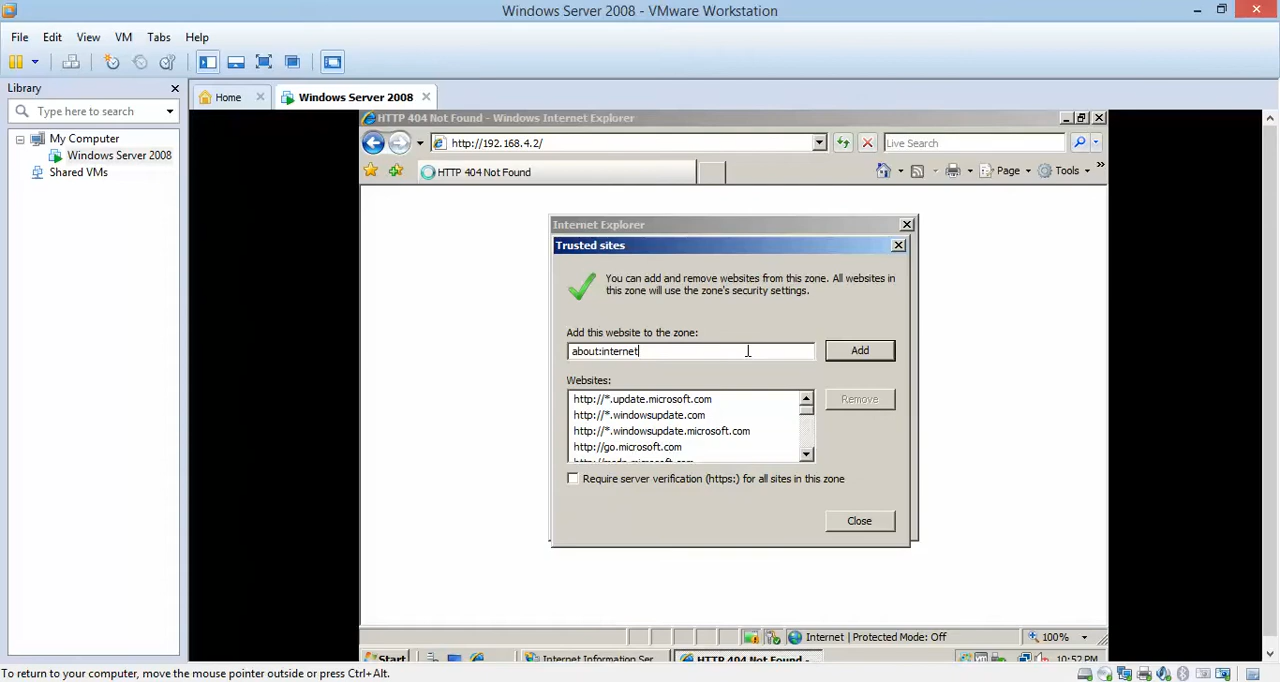 Windows Server 2008 - VMware Workstation
File Edit View VM Tabs Help
Library
Type here to search
My Computer
Windows Server 2008
Shared VMs
Home
Windows Server 2008
HTTP 404 Not Found - Windows Internet Explorer
http://192.168.4.2/
Live Search
HTTP 404 Not Found
Page Tools »
Internet Explorer
Trusted sites
You can add and remove websites from this zone. All websites in
this zone will use the zone's security settings.
Add this website to the zone:
about:internet
Add
Websites:
http://*.update.microsoft.com
http://*.windowsupdate.com
http://*.windowsupdate.microsoft.com
http://go.microsoft.com
Remove
Require server verification (https:) for all sites in this zone
Close
Internet | Protected Mode: Off
100%
Start
Internet Information Ser...
HTTP 404 Not Found - ...
10:52 PM
To return to your computer, move the mouse pointer outside or press Ctrl+Alt.